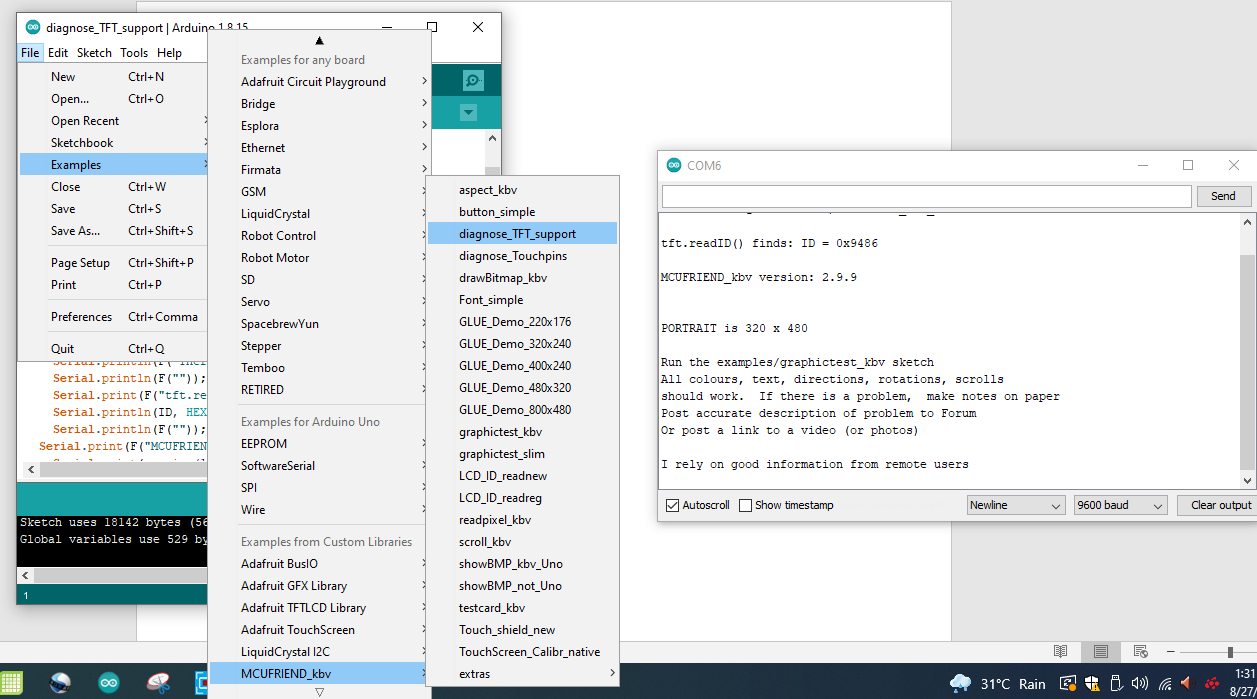 diagnose_TFT_support | Arduino 1.8.15
File Edit Sketch Tools Help
New Ctrl+N
Open... Ctrl+O
Open Recent
Sketchbook
Examples
Close Ctrl+W
Save Ctrl+S
Save As... Ctrl+Shift+S
Page Setup Ctrl+Shift+P
Print Ctrl+P
Preferences Ctrl+Comma
Quit Ctrl+Q
Serial.println(F(""));
Serial.print(F("tft.re
Serial.println(ID, HEX
Serial.println(F(""));
Serial.print(F("MCUFRIEN
Sketch uses 18142 bytes (56
Global variables use 529 by
1
Examples for any board
Adafruit Circuit Playground
Bridge
Esplora
Ethernet
Firmata
GSM
LiquidCrystal
Robot Control
Robot Motor
SD
Servo
SpacebrewYun
Stepper
Temboo
RETIRED
Examples for Arduino Uno
EEPROM
SoftwareSerial
SPI
Wire
Examples from Custom Libraries
Adafruit BusIO
Adafruit GFX Library
Adafruit TFTLCD Library
Adafruit TouchScreen
LiquidCrystal I2C
MCUFRIEND_kbv
aspect_kbv
button_simple
diagnose_TFT_support
diagnose_Touchpins
drawBitmap_kbv
Font_simple
GLUE_Demo_220x176
GLUE_Demo_320x240
GLUE_Demo_400x240
GLUE_Demo_480x320
GLUE_Demo_800x480
graphictest_kbv
graphictest_slim
LCD_ID_readnew
LCD_ID_readreg
readpixel_kbv
scroll_kbv
showBMP_kbv_Uno
showBMP_not_Uno
testcard_kbv
Touch_shield_new
TouchScreen_Calibr_native
extras
COM6
Send
tft.readID() finds: ID = 0x9486
MCUFRIEND_kbv version: 2.9.9
PORTRAIT is 320 x 480
Run the examples/graphictest_kbv sketch
All colours, text, directions, rotations, scrolls
should work. If there is a problem, make notes on paper
Post accurate description of problem to Forum
Or post a link to a video (or photos)
I rely on good information from remote users
Autoscroll Show timestamp Newline 9600 baud Clear output
31°C Rain
1:31
8/27/